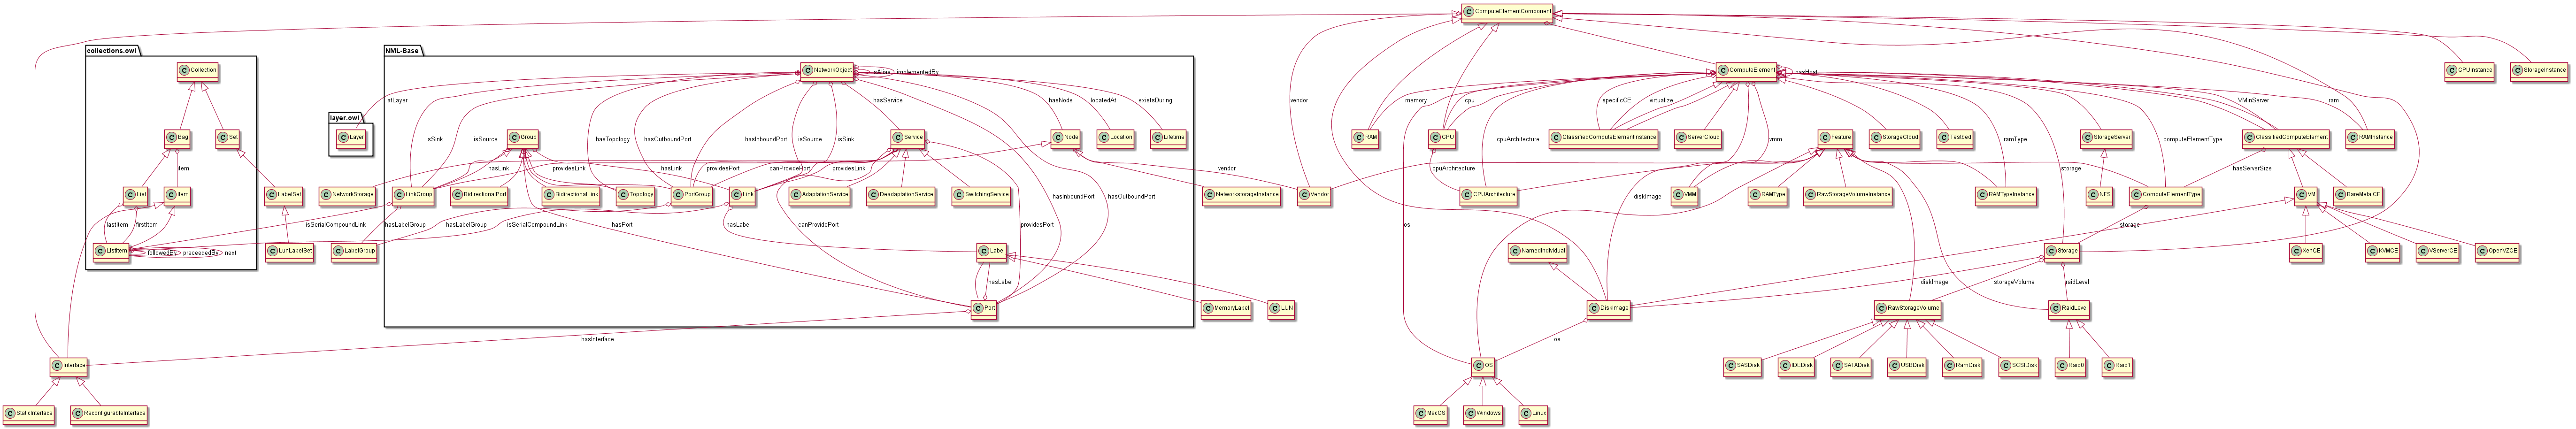 ComputeElementComponent
collections.owl
NML-Base
Collection
NetworkObject
isAlias
implementedBy
ComputeElement
hasHost
CPUInstance
StorageInstance
layer.owl
atLayer
hasService
hasNode
locatedAt
existsDuring
vendor
memory
cpu
specificCE
virtualize
VMinServer
ram
Bag
Set
Layer
isSink
isSource
hasTopology
hasOutboundPort
hasInboundPort
isSource
isSink
Group
Service
Node
Location
Lifetime
RAM
CPU
cpuArchitecture
ClassifiedComputeElementInstance
ServerCloud
vmm
Feature
StorageCloud
Testbed
ramType
StorageServer
computeElementType
ClassifiedComputeElement
RAMInstance
item
hasLink
providesLink
hasLink
providesPort
canProvidePort
providesLink
vendor
cpuArchitecture
storage
hasServerSize
List
Item
LabelSet
NetworkStorage
LinkGroup
BidirectionalPort
BidirectionalLink
Topology
PortGroup
Link
AdaptationService
DeadaptationService
SwitchingService
NetworkstorageInstance
Vendor
CPUArchitecture
diskImage
VMM
RAMType
RawStorageVolumeInstance
RAMTypeInstance
NFS
ComputeElementType
VM
BareMetalCE
hasInboundPort
hasOutboundPort
lastItem
firstItem
isSerialCompoundLink
hasLabelGroup
hasLabelGroup
isSerialCompoundLink
hasPort
hasLabel
canProvidePort
providesPort
os
storage
ListItem
followedBy
preceededBy
next
LunLabelSet
LabelGroup
LabelGroup
Label
NamedIndividual
Storage
XenCE
KVMCE
VServerCE
OpenVZCE
hasLabel
diskImage
storageVolume
raidLevel
Port
MemoryLabel
LUN
DiskImage
RawStorageVolume
RaidLevel
hasInterface
os
Interface
OS
SASDisk
IDEDisk
SATADisk
USBDisk
RamDisk
SCSIDisk
Raid0
Raid1
StaticInterface
ReconfigurableInterface
MacOS
Windows
Linux